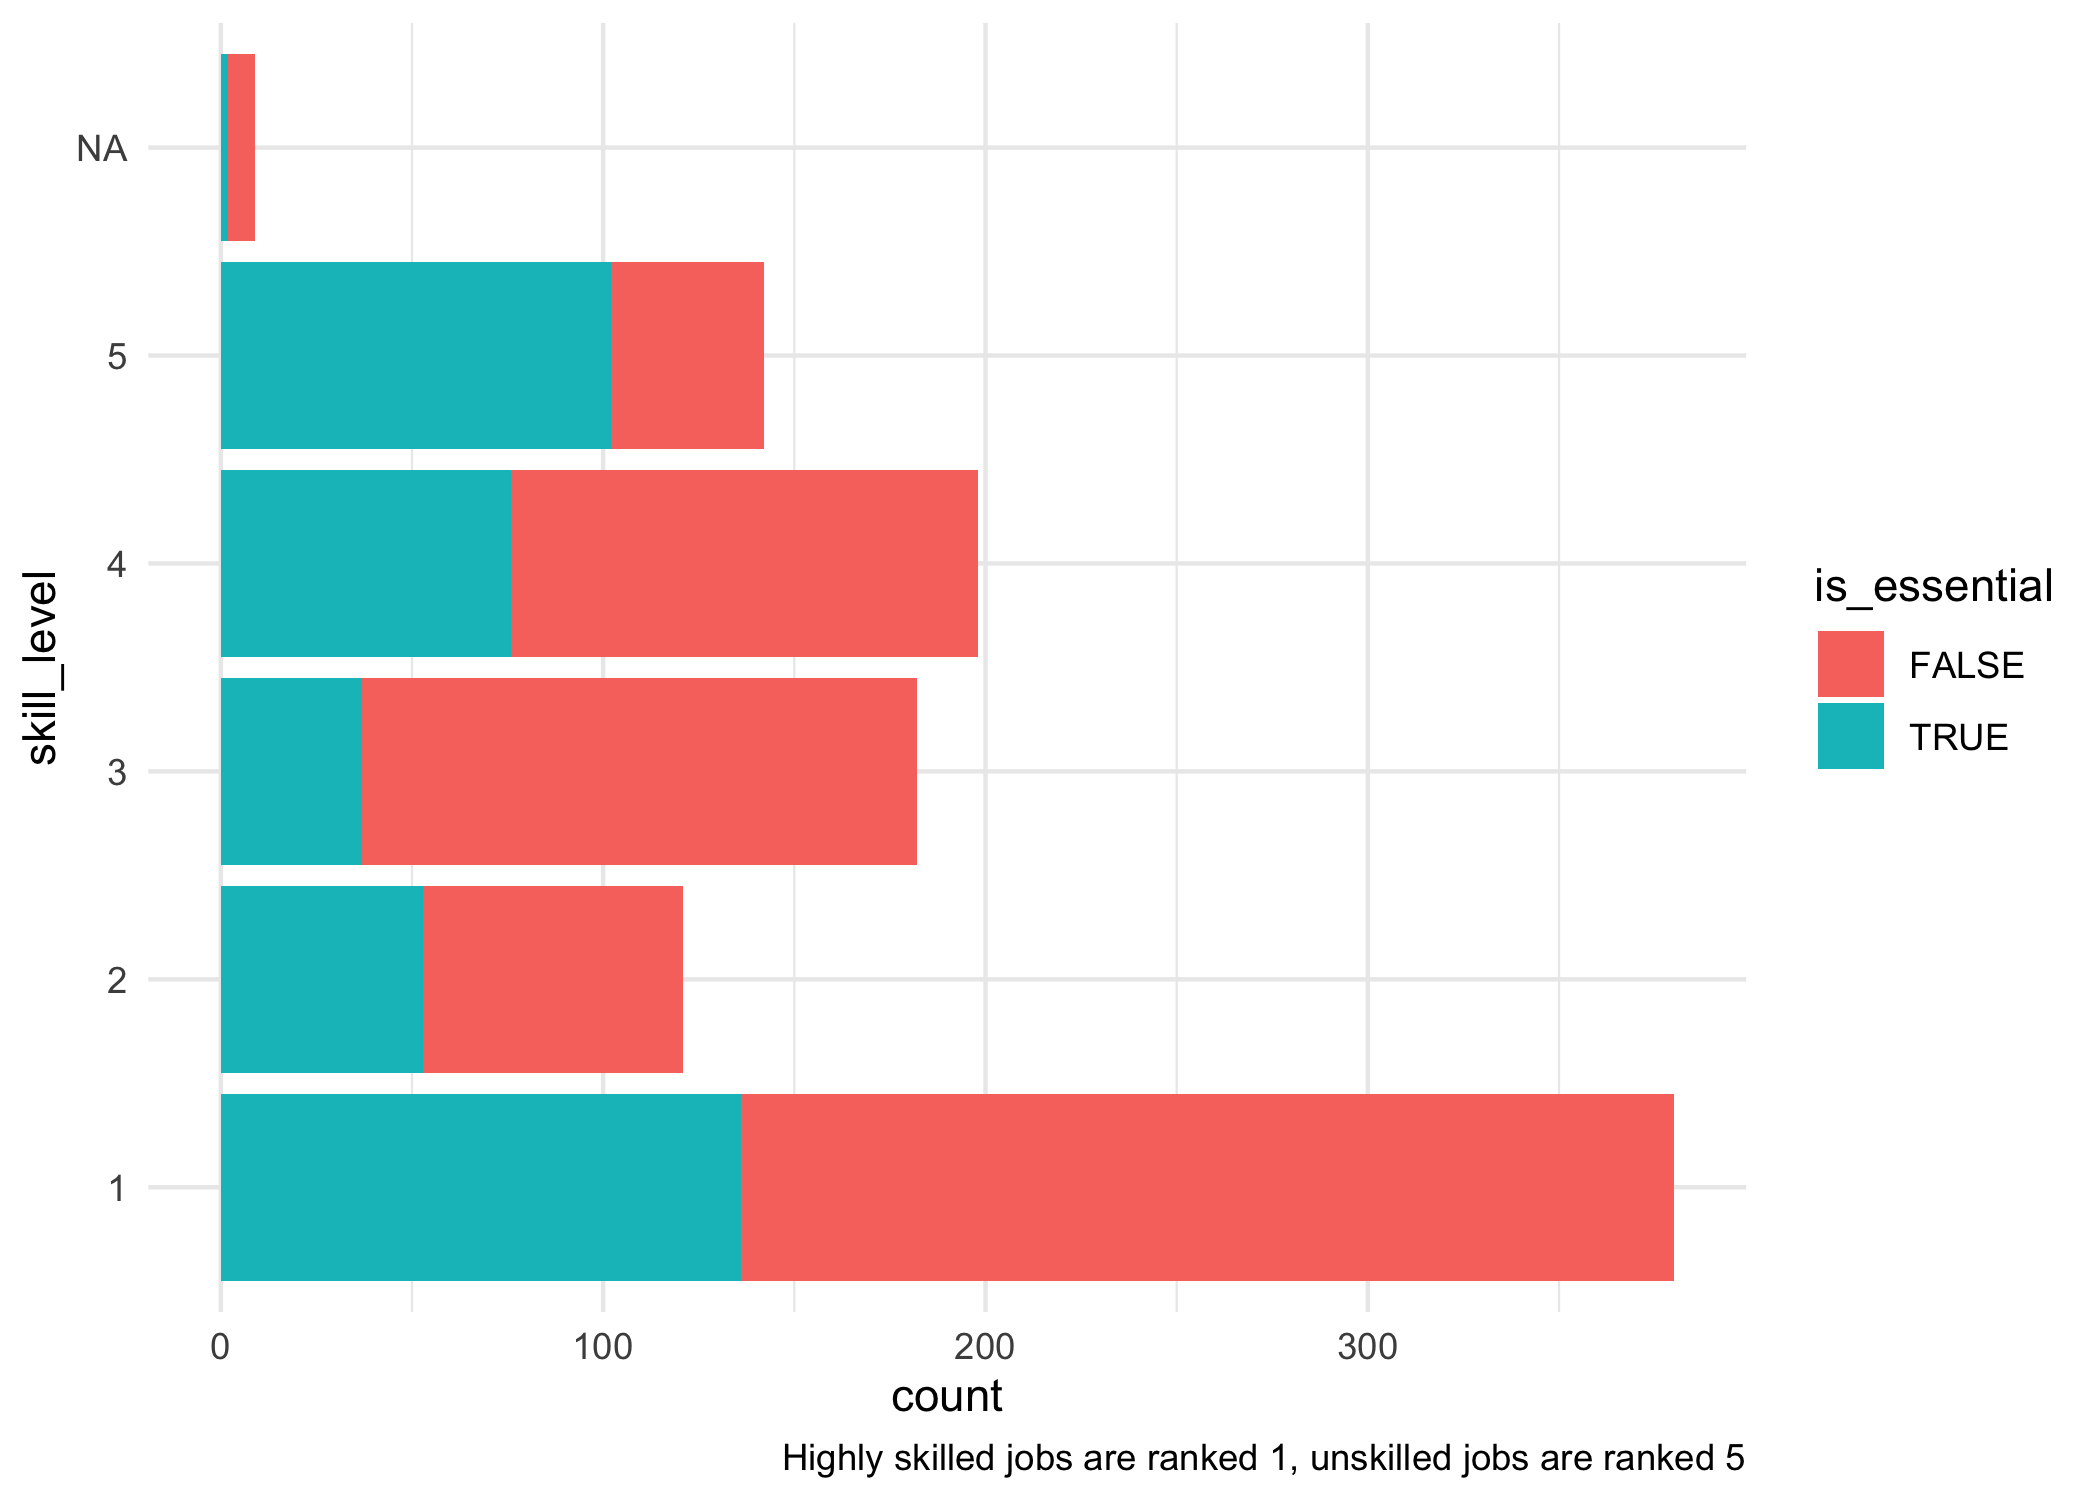 NA
5
4
3
2
1
skill_level
0 100 200 300
count
Highly skilled jobs are ranked 1, unskilled jobs are ranked 5
is_essential
FALSE
TRUE